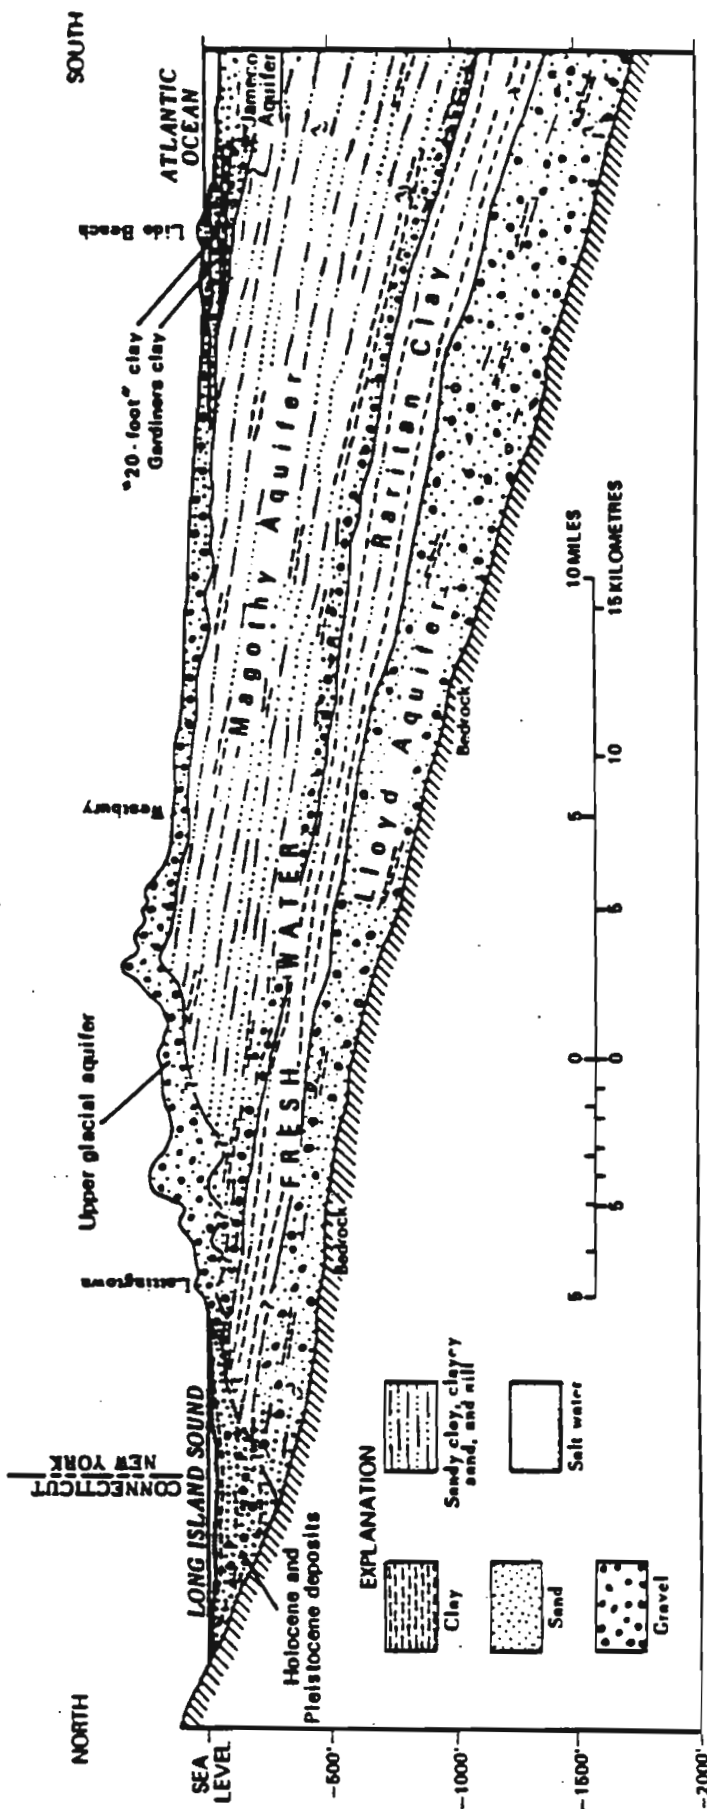 NORTH
SOUTH
CONNECTICUT
NEW YORK
LONG ISLAND SOUND
Lattingtown
Upper glacial aquifer
Westbury
"20-foot" clay
Gardiners clay
Lido Beach
ATLANTIC
OCEAN
SEA
LEVEL
-500'
-1000'
-1500'
-2000'
Jameco
Aquifer
Magothy Aquifer
FRESH WATER
Raritan Clay
Lloyd Aquifer
Bedrock
Bedrock
Holocene and
Pleistocene deposits
EXPLANATION
Clay
Sand
Gravel
Sandy clay, clayey
sand, and silt
Salt water
5 0 5 10 MILES
5 0 5 10 15 KILOMETRES